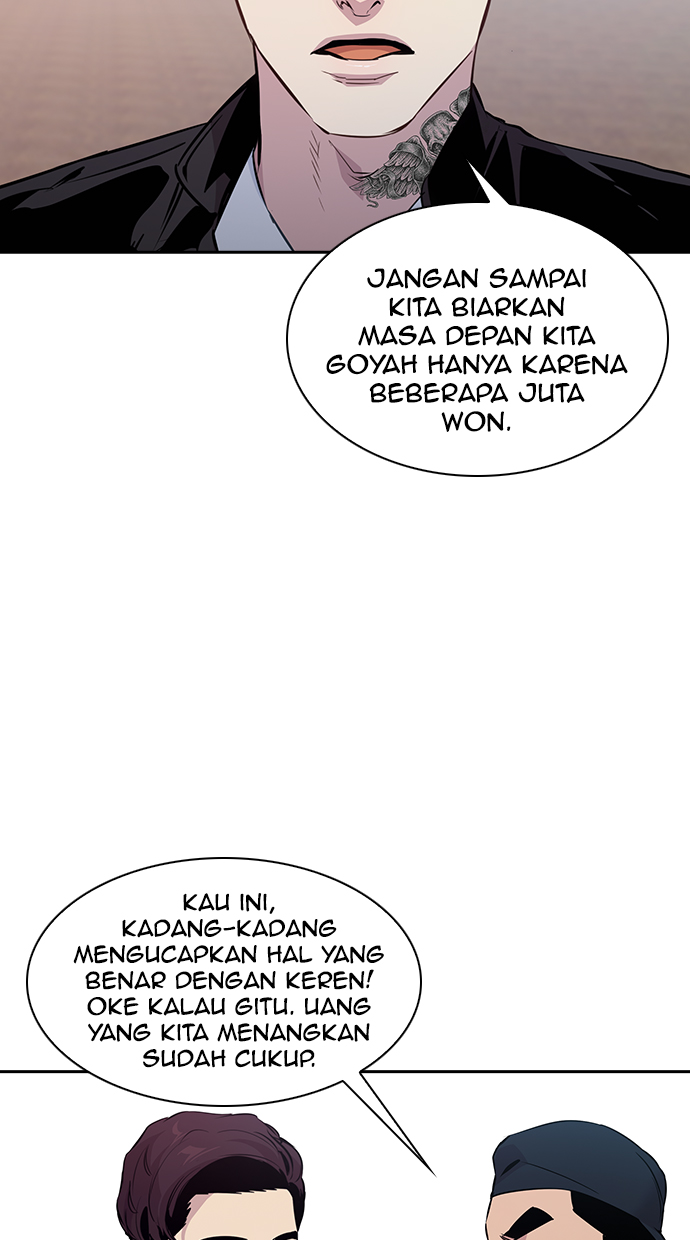 JANGAN SAMPAI
KITA BIARKAN
MASA DEPAN KITA
GOYAH HANYA KARENA
BEBERAPA JUTA
WON.
KAU INI,
KADANG-KADANG
MENGUCAPKAN HAL YANG
BENAR DENGAN KEREN!
OKE KALAU GITU. UANG
YANG KITA MENANGKAN
SUDAH CUKUP.